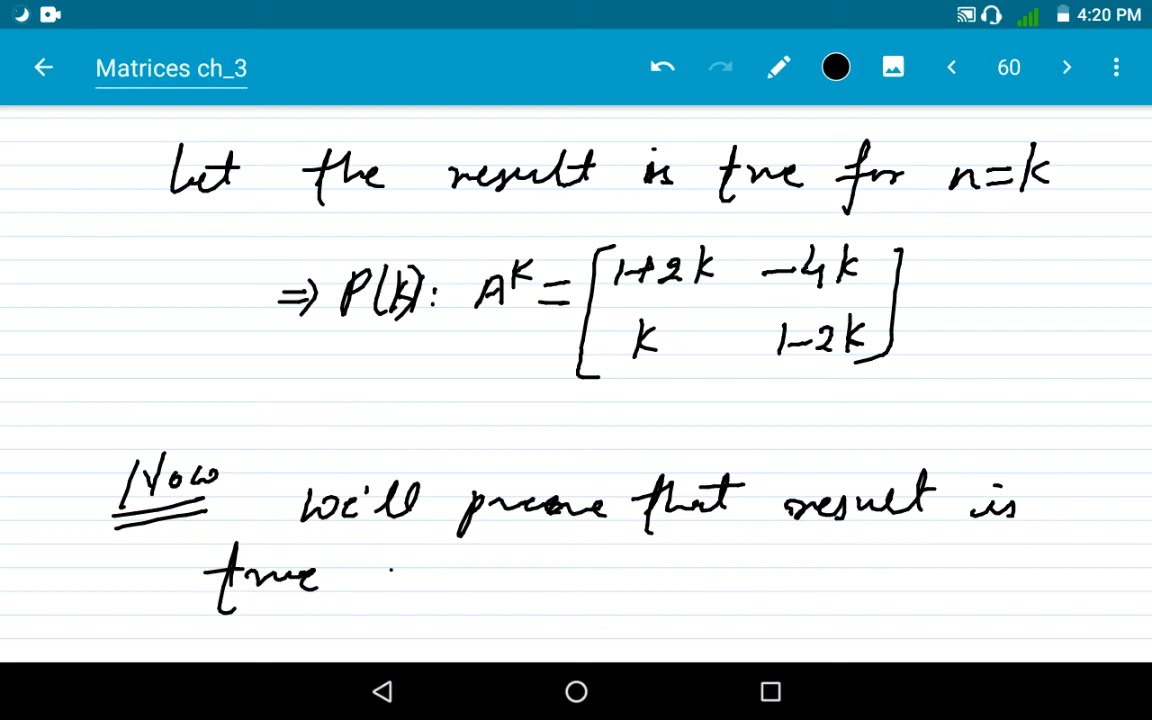 4:20 PM
Matrices ch_3
60
Let the result is true for n=k
⇒ P(k): A^k = [1+2k -4k
k 1-2k]
Now we'll prove that result is
true